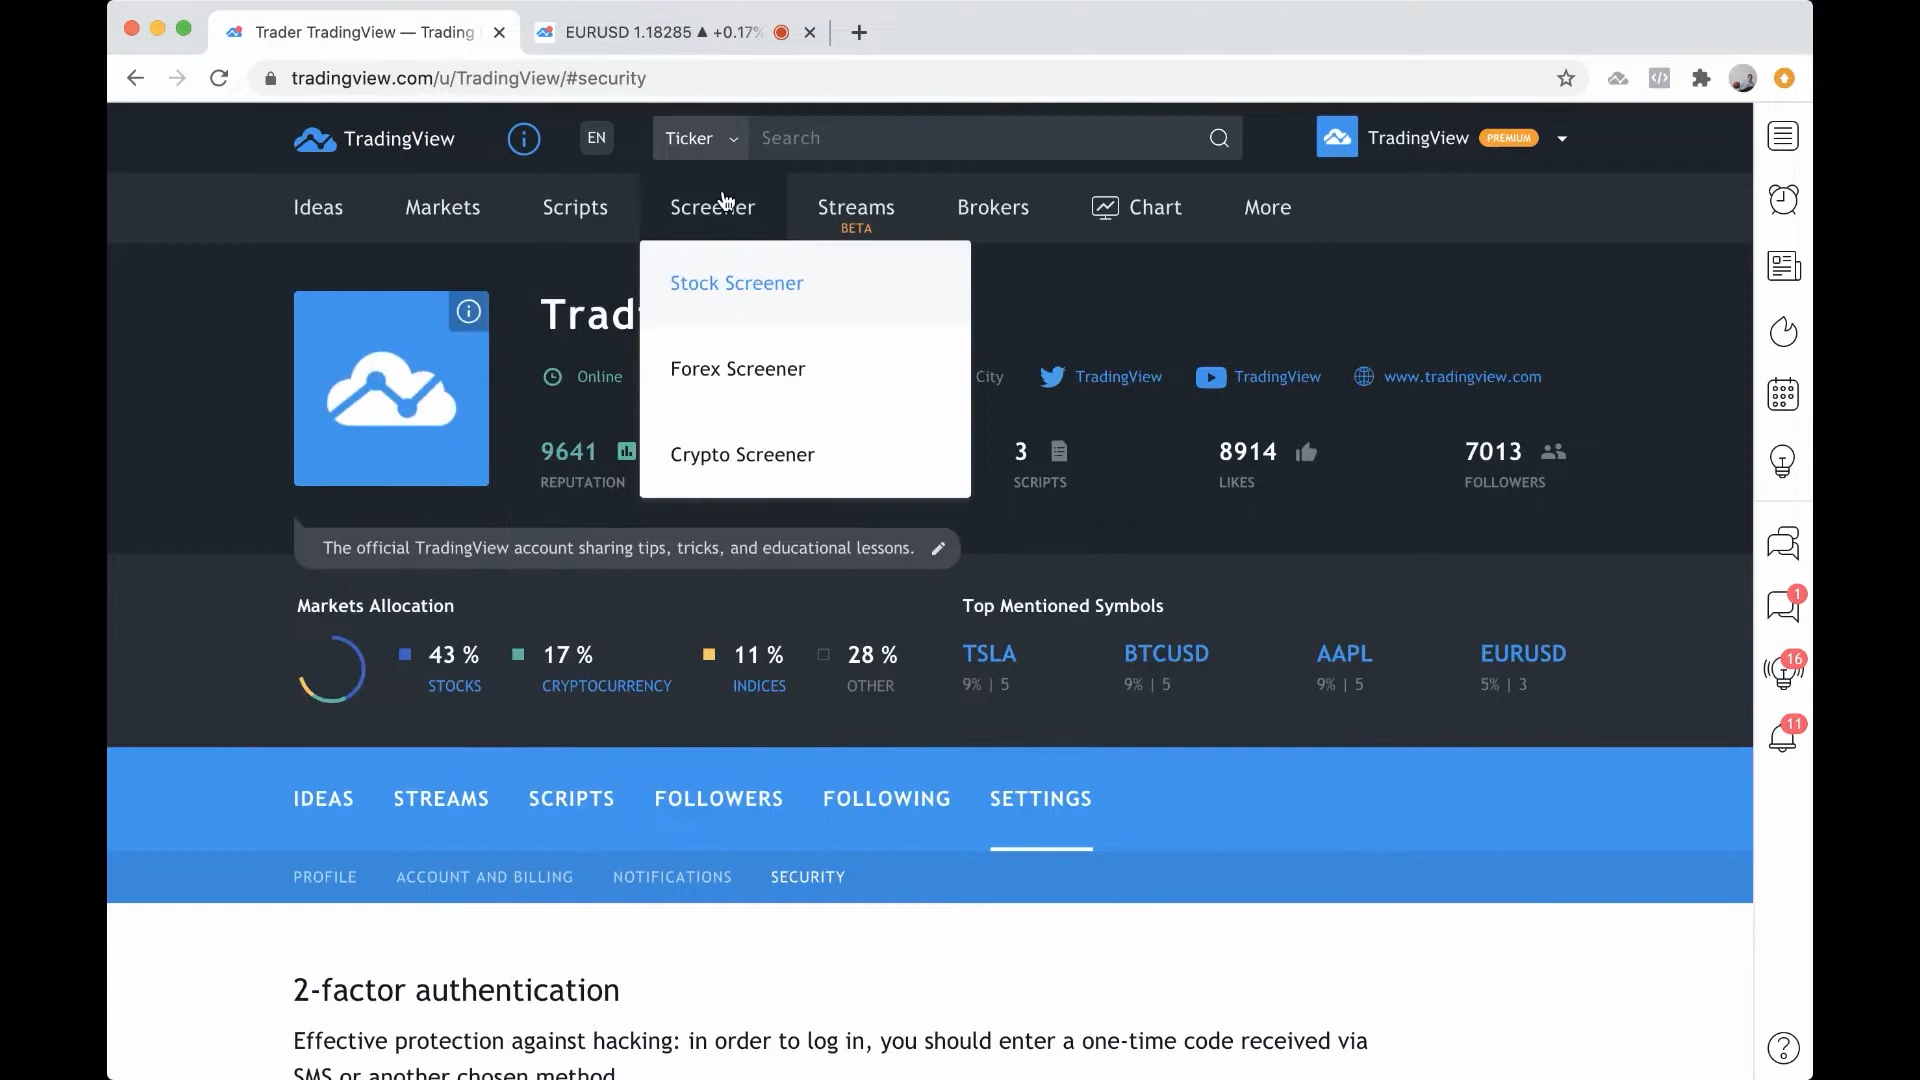 Trader TradingView — Trading
EURUSD 1.18285 ▲ +0.17%
tradingview.com/u/TradingView/#security
TradingView
EN
Ticker
Search
TradingView
PREMIUM
Ideas
Markets
Scripts
Screener
Streams
BETA
Brokers
Chart
More
Stock Screener
Forex Screener
Crypto Screener
Trad
Online
City
TradingView
TradingView
www.tradingview.com
9641
REPUTATION
3
SCRIPTS
8914
LIKES
7013
FOLLOWERS
The official TradingView account sharing tips, tricks, and educational lessons.
Markets Allocation
43 %
STOCKS
17 %
CRYPTOCURRENCY
11 %
INDICES
28 %
OTHER
Top Mentioned Symbols
TSLA
9% | 5
BTCUSD
9% | 5
AAPL
9% | 5
EURUSD
5% | 3
1
16
11
IDEAS
STREAMS
SCRIPTS
FOLLOWERS
FOLLOWING
SETTINGS
PROFILE
ACCOUNT AND BILLING
NOTIFICATIONS
SECURITY
2-factor authentication
Effective protection against hacking: in order to log in, you should enter a one-time code received via
SMS or another chosen method